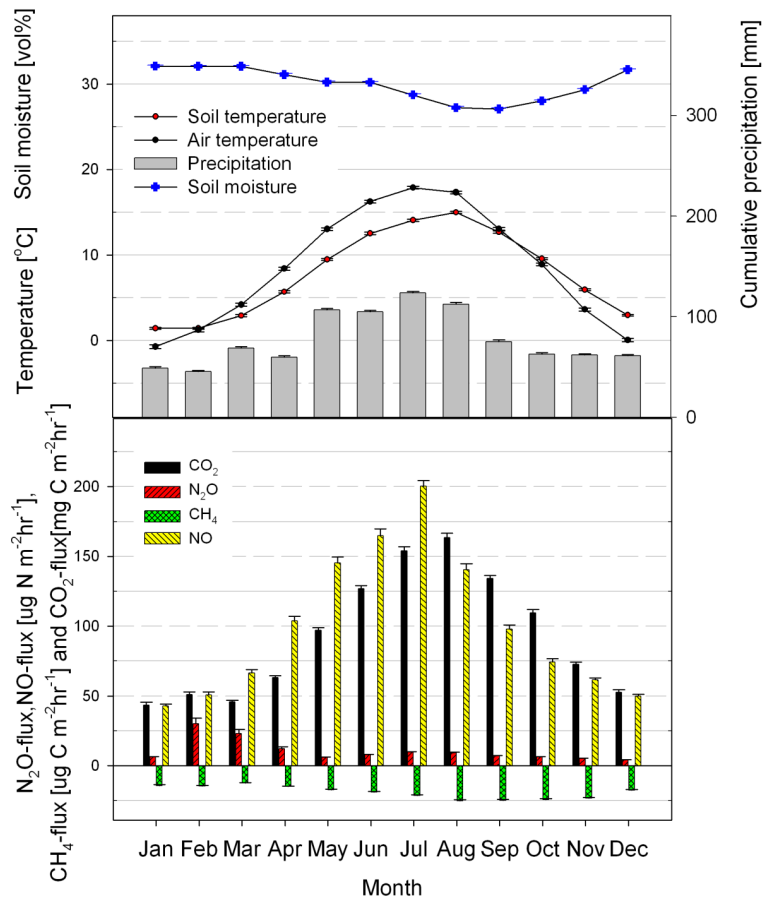 Soil moisture [vol%]
Temperature [°C]
30
20
10
0
Soil temperature
Air temperature
Precipitation
Soil moisture
300
200
100
0
Cumulative precipitation [mm]
N₂O-flux,NO-flux [ug N m⁻²hr⁻¹],
CH₄-flux [ug C m⁻²hr⁻¹] and CO₂-flux[mg C m⁻²hr⁻¹]
200
150
100
50
0
CO₂
N₂O
CH₄
NO
Jan Feb Mar Apr May Jun Jul Aug Sep Oct Nov Dec
Month